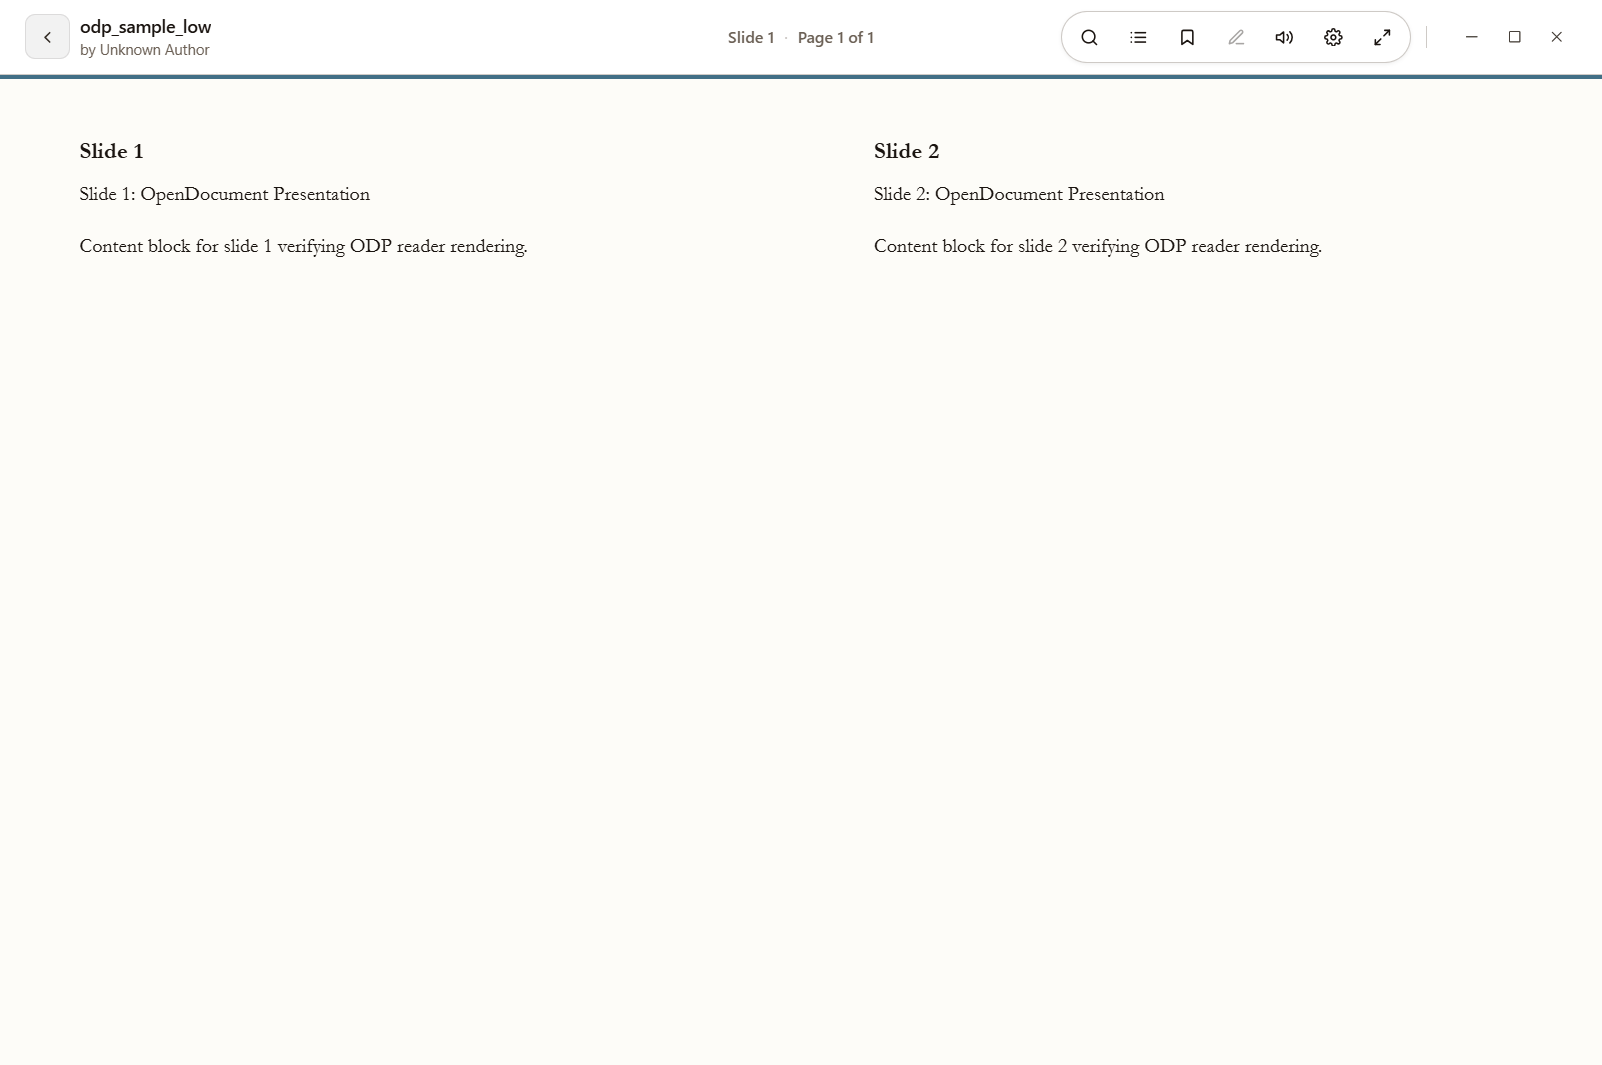 odp_sample_low
by Unknown Author
Slide 1 · Page 1 of 1
Slide 1
Slide 1: OpenDocument Presentation
Content block for slide 1 verifying ODP reader rendering.
Slide 2
Slide 2: OpenDocument Presentation
Content block for slide 2 verifying ODP reader rendering.